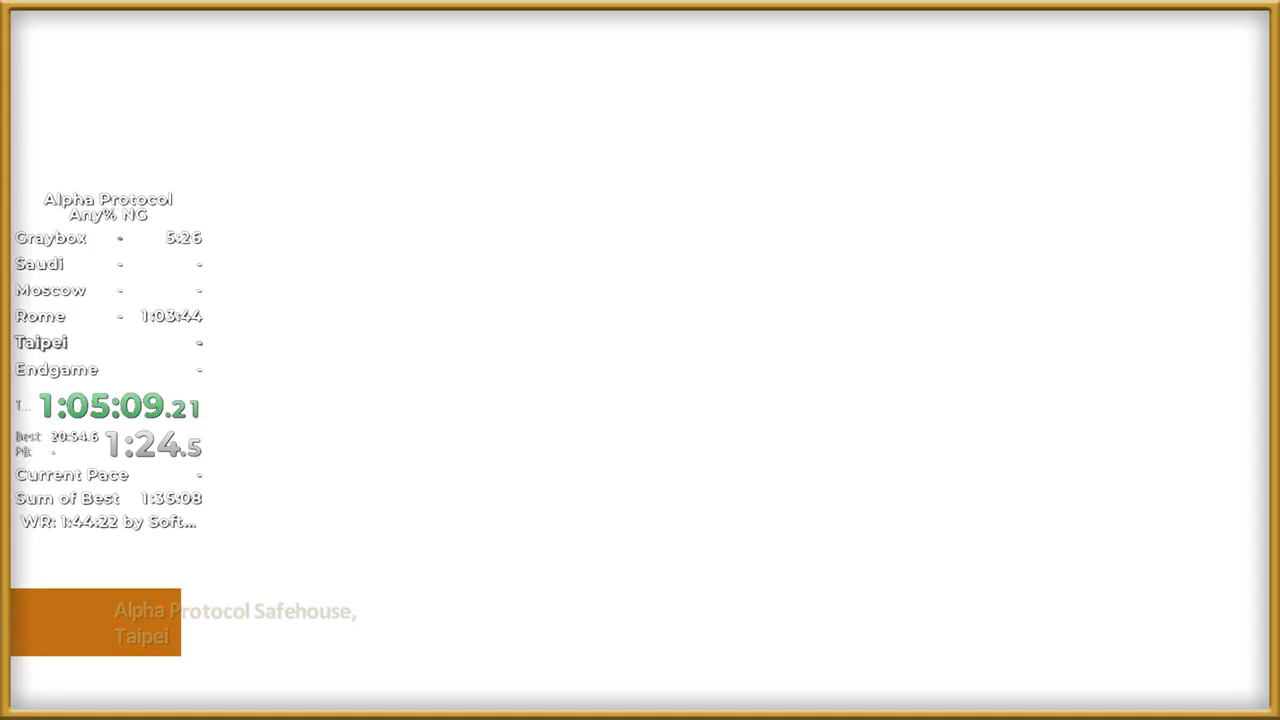 Alpha Protocol
Any% NG
Graybox - 5:26
Saudi - -
Moscow - -
Rome - 1:03:44
Taipei -
Endgame -
T... 1:05:09.21
Best 20:54.6 1:24.5
PB: -
Current Pace -
Sum of Best 1:35:08
WR: 1:44:22 by Soft...
Alpha Protocol Safehouse,
Taipei